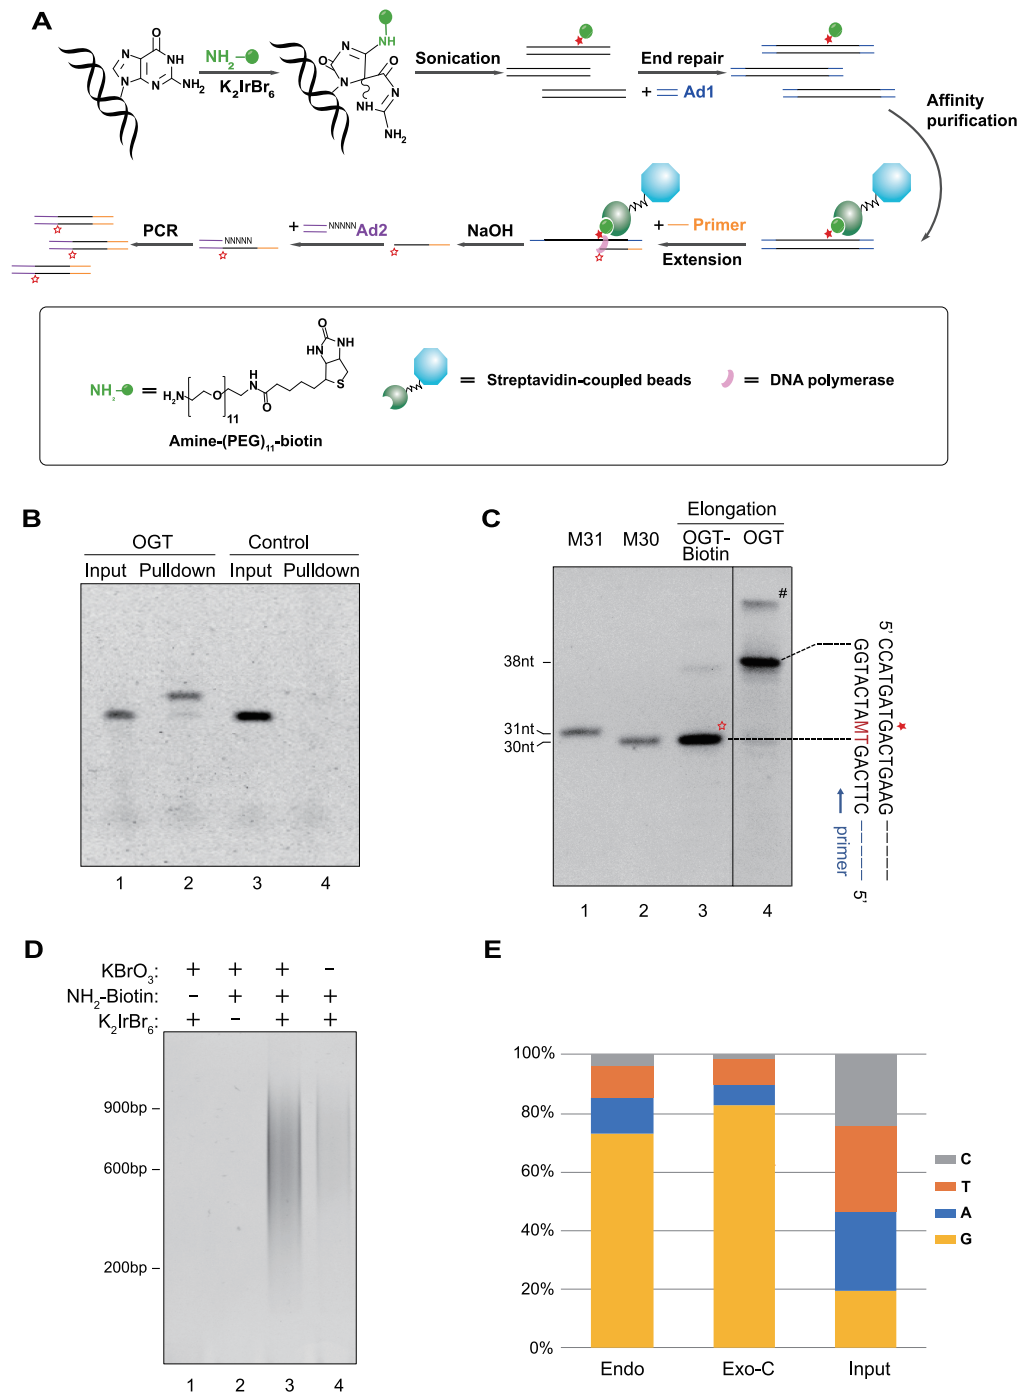 A
O
N
NH
N
N
NH₂
NH₂
K₂IrBr₆
NH
N
O
N
O
N
N
NH
NH₂
Sonication
End repair
+ Ad1
Affinity
purification
+ Primer
Extension
NaOH
+ NNNNN Ad2
NNNNN
PCR
NH₂ =
H₂N
O
11
H
N
O
O
HN
NH
S
Amine-(PEG)₁₁-biotin
= Streptavidin-coupled beads
= DNA polymerase
B
OGT Control
Input Pulldown Input Pulldown
1 2 3 4
C
Elongation
M31 M30 OGT-Biotin OGT
#
38nt
31nt
30nt
1 2 3 4
5' CCATGATGACTGAAG
GGTACTAMTGACTTC
5'
primer
D
KBrO₃: + + + −
NH₂-Biotin: − + + +
K₂IrBr₆: + − + +
900bp
600bp
200bp
1 2 3 4
E
100%
80%
60%
40%
20%
0%
Endo Exo-C Input
C
T
A
G